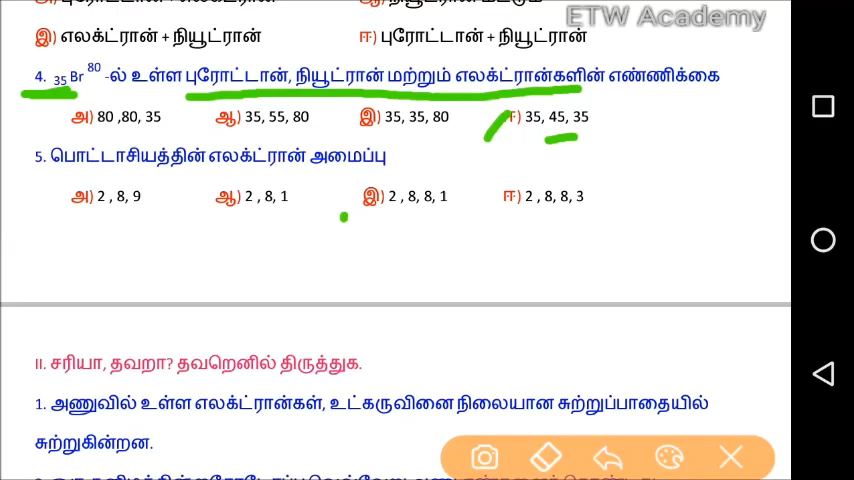 ETW Academy
இ) எலக்ட்ரான் + நியூட்ரான் ஈ) புரோட்டான் + நியூட்ரான்
4. 35 Br 80 -ல் உள்ள புரோட்டான், நியூட்ரான் மற்றும் எலக்ட்ரான்களின் எண்ணிக்கை
அ) 80 ,80, 35 ஆ) 35, 55, 80 இ) 35, 35, 80 ஈ) 35, 45, 35
5. பொட்டாசியத்தின் எலக்ட்ரான் அமைப்பு
அ) 2 , 8, 9 ஆ) 2 , 8, 1 இ) 2 , 8, 8, 1 ஈ) 2 , 8, 8, 3
II. சரியா, தவறா? தவறெனில் திருத்துக.
1. அணுவில் உள்ள எலக்ட்ரான்கள், உட்கருவினை நிலையான சுற்றுப்பாதையில்
சுற்றுகின்றன.